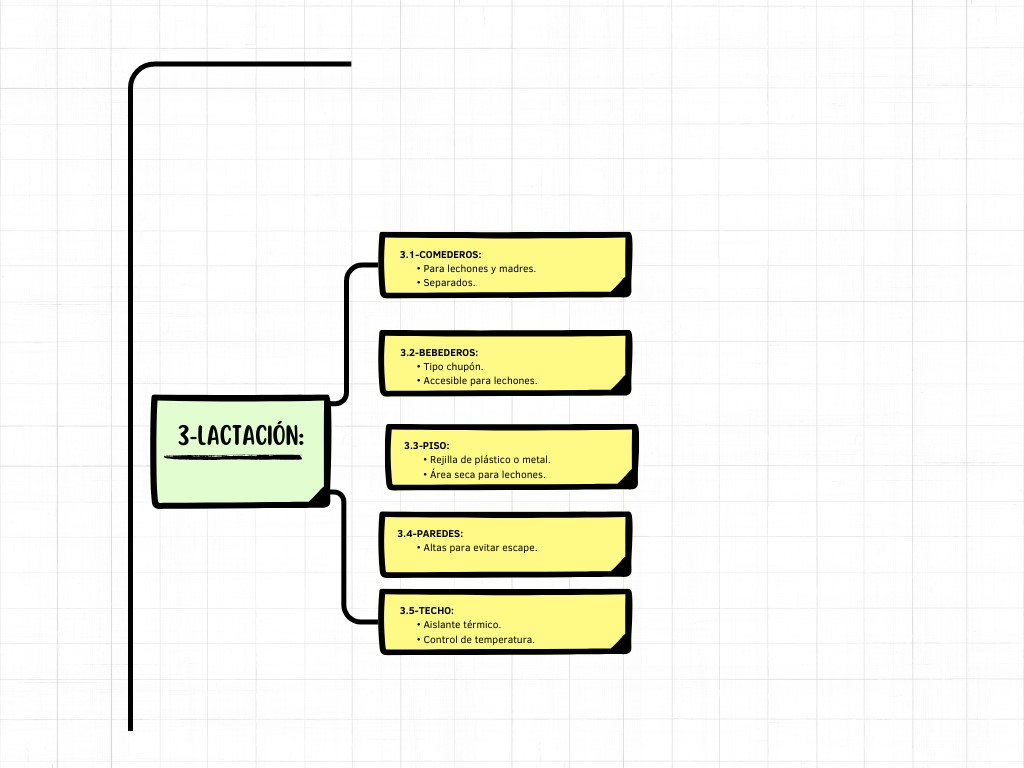 3.1-COMEDEROS:
• Para lechones y madres.
• Separados.
3.2-BEBEDEROS:
• Tipo chupón.
• Accesible para lechones.
3-LACTACIÓN:
3.3-PISO:
• Rejilla de plástico o metal.
• Área seca para lechones.
3.4-PAREDES:
• Altas para evitar escape.
3.5-TECHO:
• Aislante térmico.
• Control de temperatura.